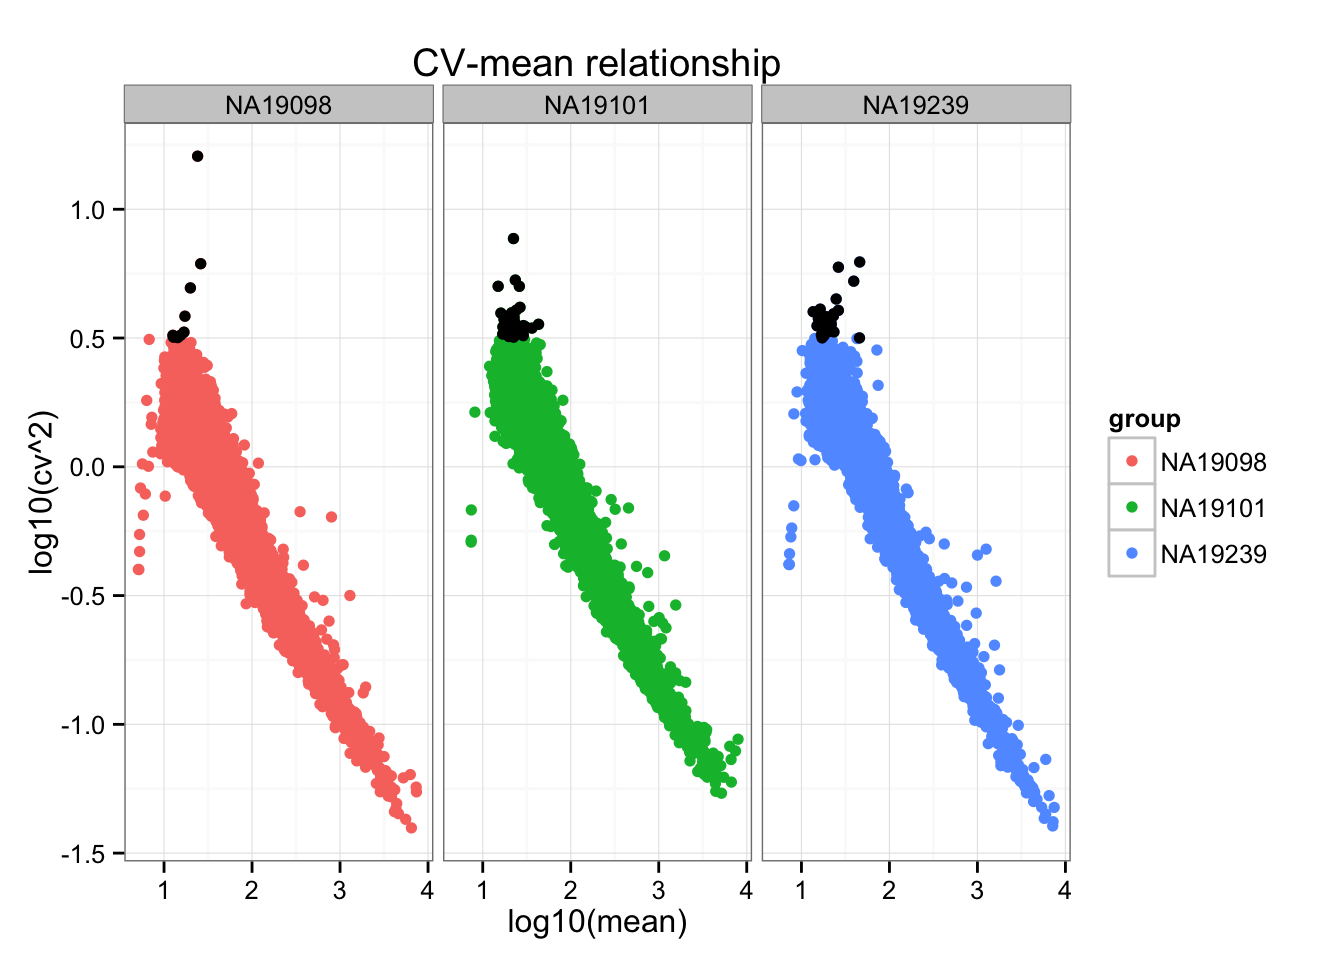 CV-mean relationship
NA19098 NA19101 NA19239
1.0
0.5
0.0
-0.5
-1.0
-1.5
log10(cv^2)
1 2 3 4 1 2 3 4 1 2 3 4
log10(mean)
group
NA19098
NA19101
NA19239